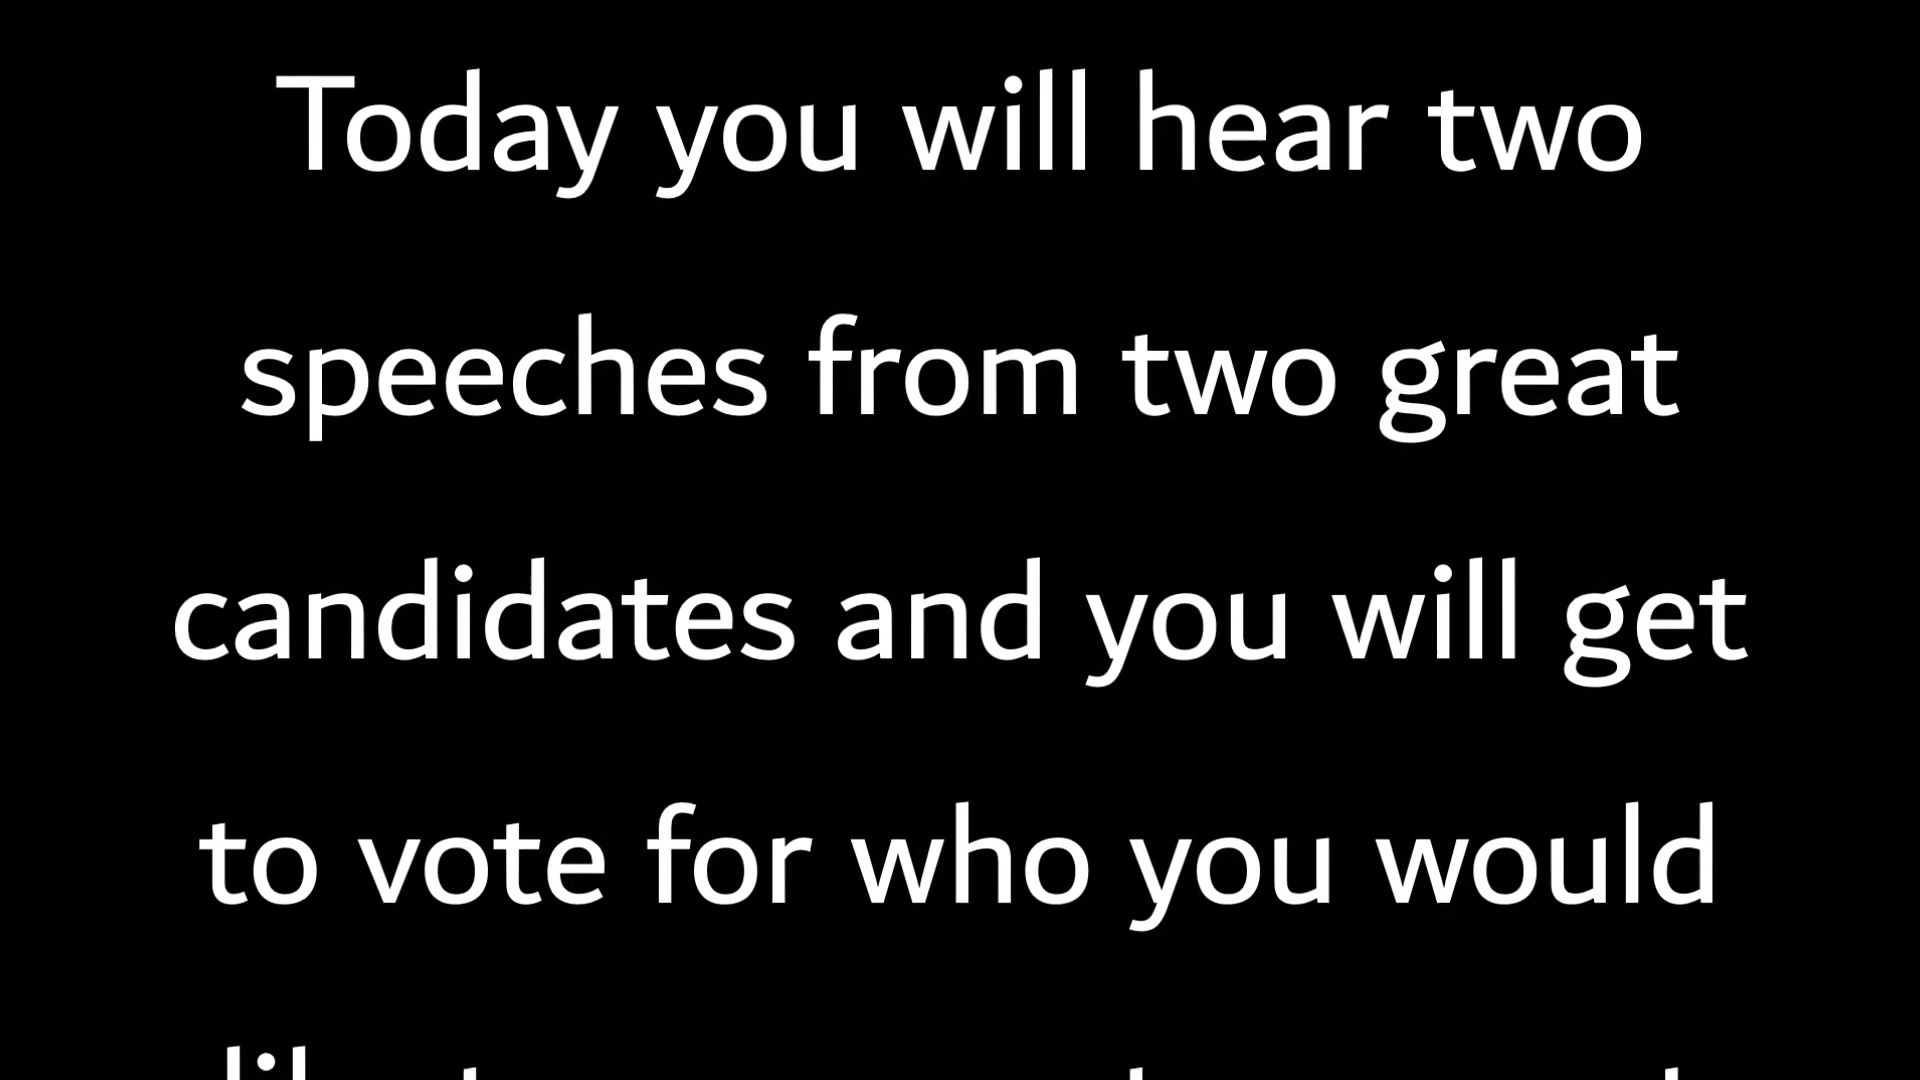 Today you will hear two
speeches from two great
candidates and you will get
to vote for who you would